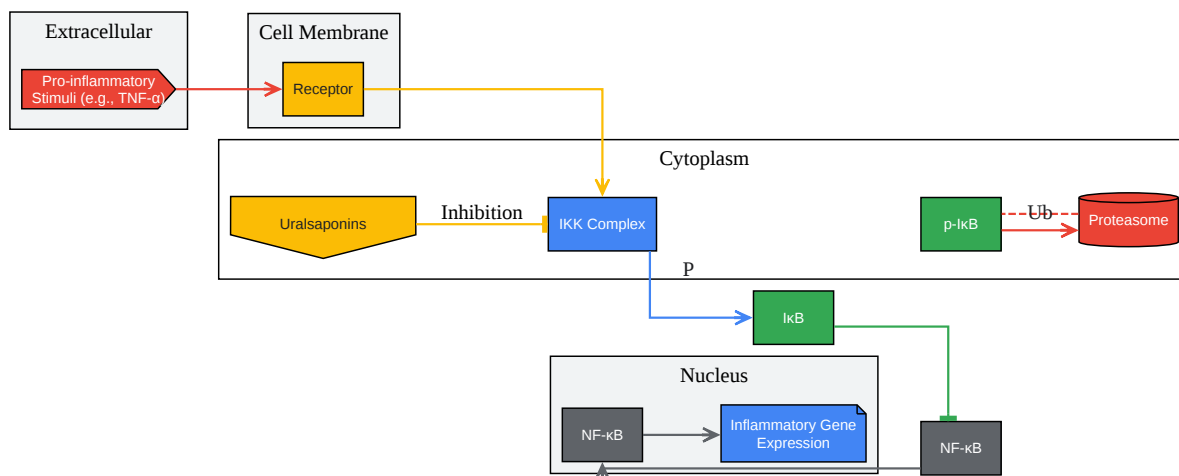 Extracellular
Cell Membrane
Pro-inflammatory
Stimuli (e.g., TNF-α)
Receptor
Cytoplasm
Uralsaponins
Inhibition
IKK Complex
p-IκB
Ub
Proteasome
P
IκB
Nucleus
NF-κB
Inflammatory Gene
Expression
NF-κB